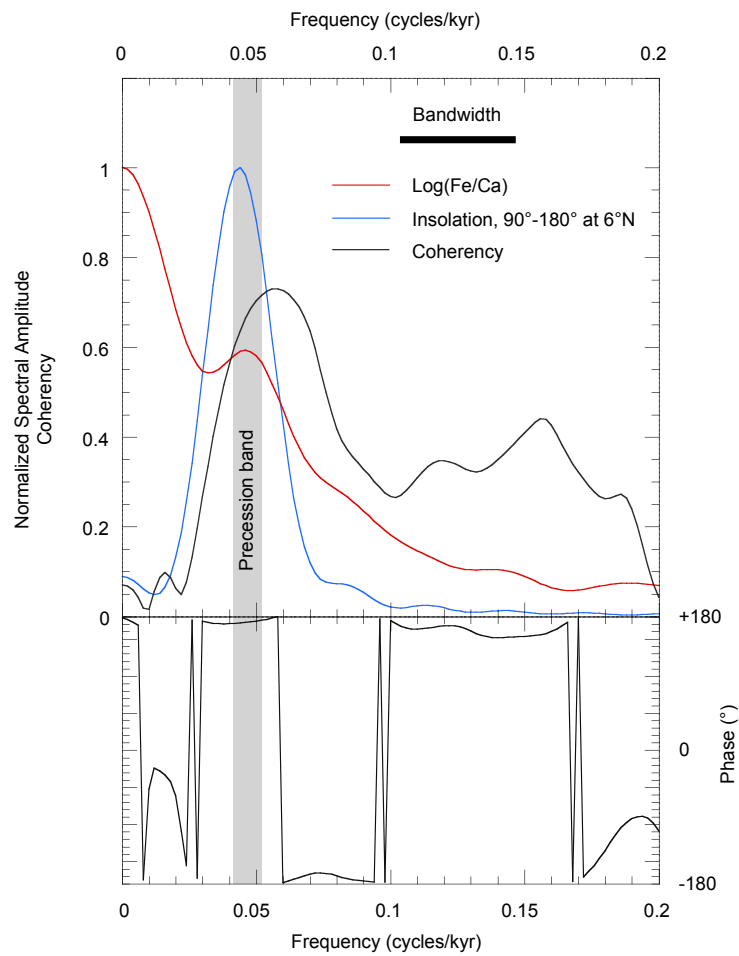 Frequency (cycles/kyr)
0 0.05 0.1 0.15 0.2
Bandwidth
Log(Fe/Ca)
Insolation, 90°-180° at 6°N
Coherency
1
0.8
0.6
0.4
0.2
0
Normalized Spectral Amplitude
Coherency
Precession band
+180
0
-180
Phase (°)
0 0.05 0.1 0.15 0.2
Frequency (cycles/kyr)